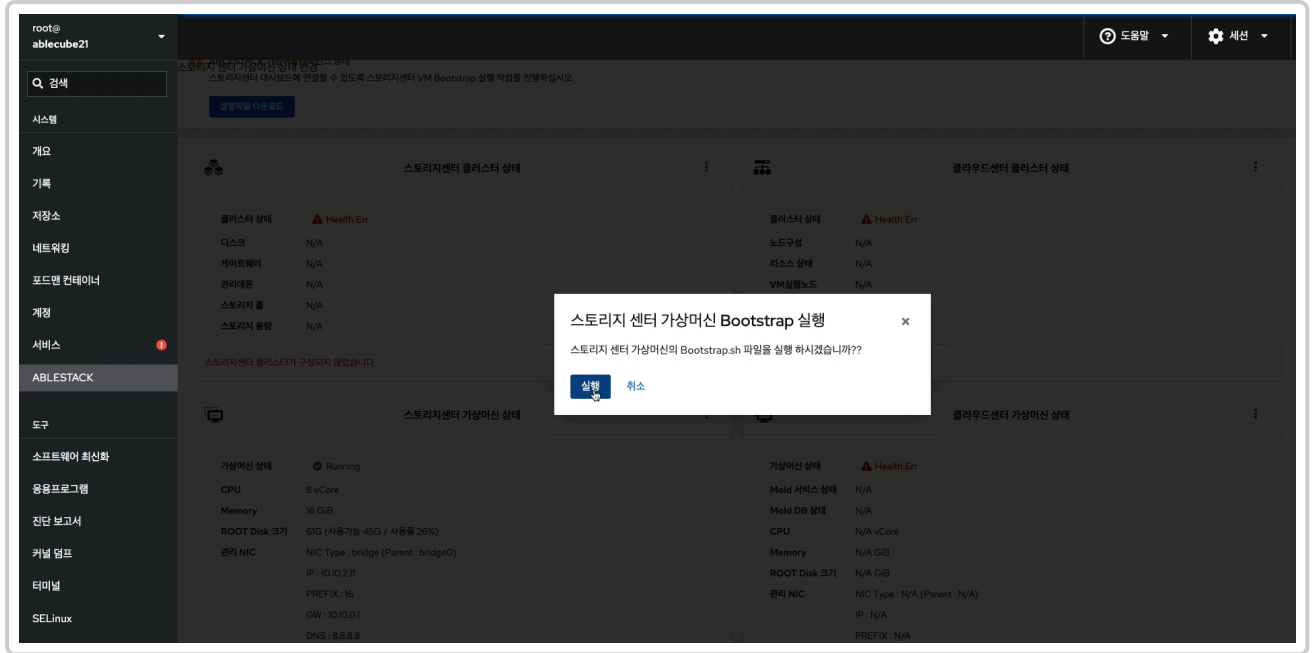 root@
ablecube21
도움말
세션
검색
시스템
개요
기록
저장소
네트워킹
포드맨 컨테이너
계정
서비스
ABLESTACK
도구
소프트웨어 최신화
응용프로그램
진단 보고서
커널 덤프
터미널
SELinux
스토리지 센터 가상머신 상태 변경
스토리지센터 대시보드에 연결할 수 있도록 스토리지센터 VM Bootstrap 실행 작업을 진행하십시오.
설정파일 다운로드
스토리지센터 클러스터 상태
클러스터 상태 Health Err
디스크 N/A
게이트웨이 N/A
관리데몬 N/A
스토리지 풀 N/A
스토리지 용량 N/A
스토리지센터 클러스터가 구성되지 않았습니다.
클라우드센터 클러스터 상태
클러스터 상태 Health Err
노드구성 N/A
리소스 상태 N/A
VM실행노드 N/A
스토리지 센터 가상머신 Bootstrap 실행
스토리지 센터 가상머신의 Bootstrap.sh 파일을 실행 하시겠습니까??
실행 취소
스토리지센터 가상머신 상태
가상머신 상태 Running
CPU 8 vCore
Memory 16 GiB
ROOT Disk 크기 61G (사용가능 45G / 사용률 26%)
관리 NIC NIC Type : bridge (Parent : bridge0)
IP : 10.10.2.11
PREFIX : 16
GW : 10.10.0.1
DNS : 8.8.8.8
클라우드센터 가상머신 상태
가상머신 상태 Health Err
Mold 서비스 상태 N/A
Mold DB 상태 N/A
CPU N/A vCore
Memory N/A GiB
ROOT Disk 크기 N/A GiB
관리 NIC NIC Type : N/A (Parent : N/A)
IP : N/A
PREFIX : N/A